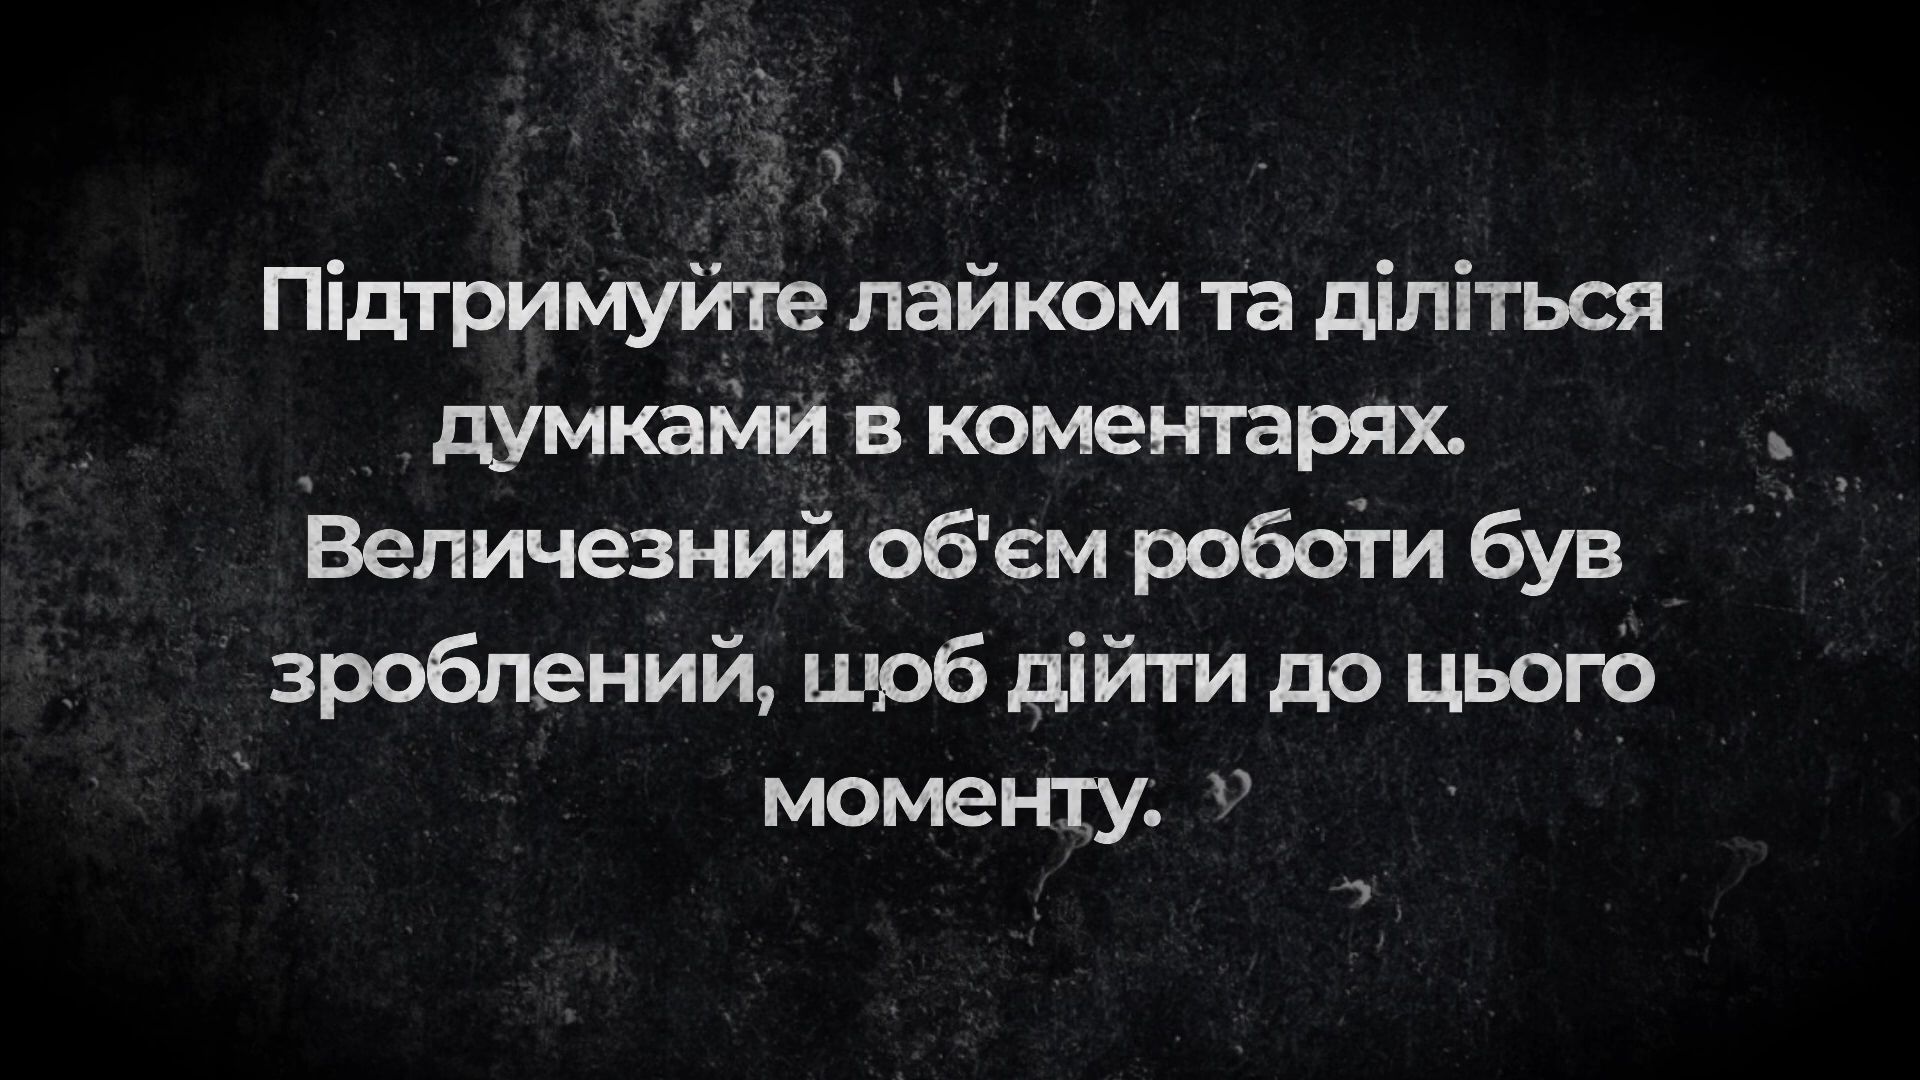 Підтримуйте лайком та діліться
думками в коментарях.
Величезний об'єм роботи був
зроблений, щоб дійти до цього
моменту.